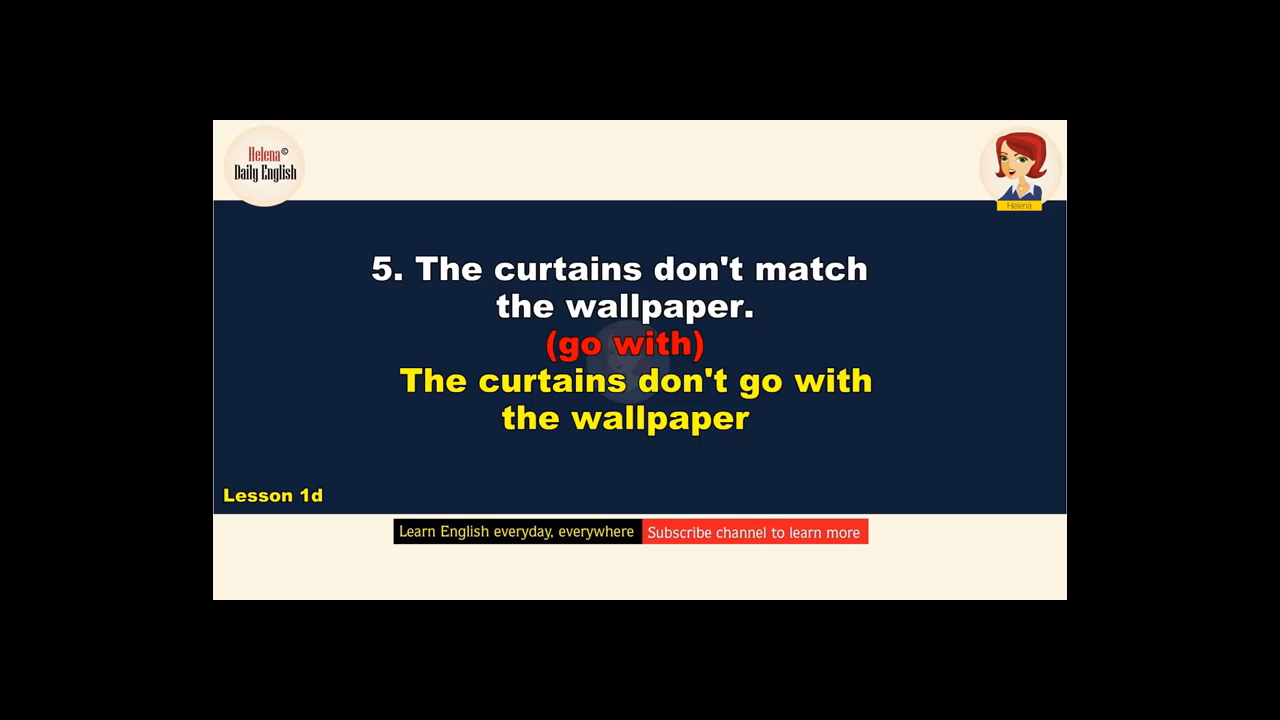 Helena©
Daily English
Helena
5. The curtains don't match
the wallpaper.
(go with)
The curtains don't go with
the wallpaper
Lesson 1d
Learn English everyday, everywhere Subscribe channel to learn more